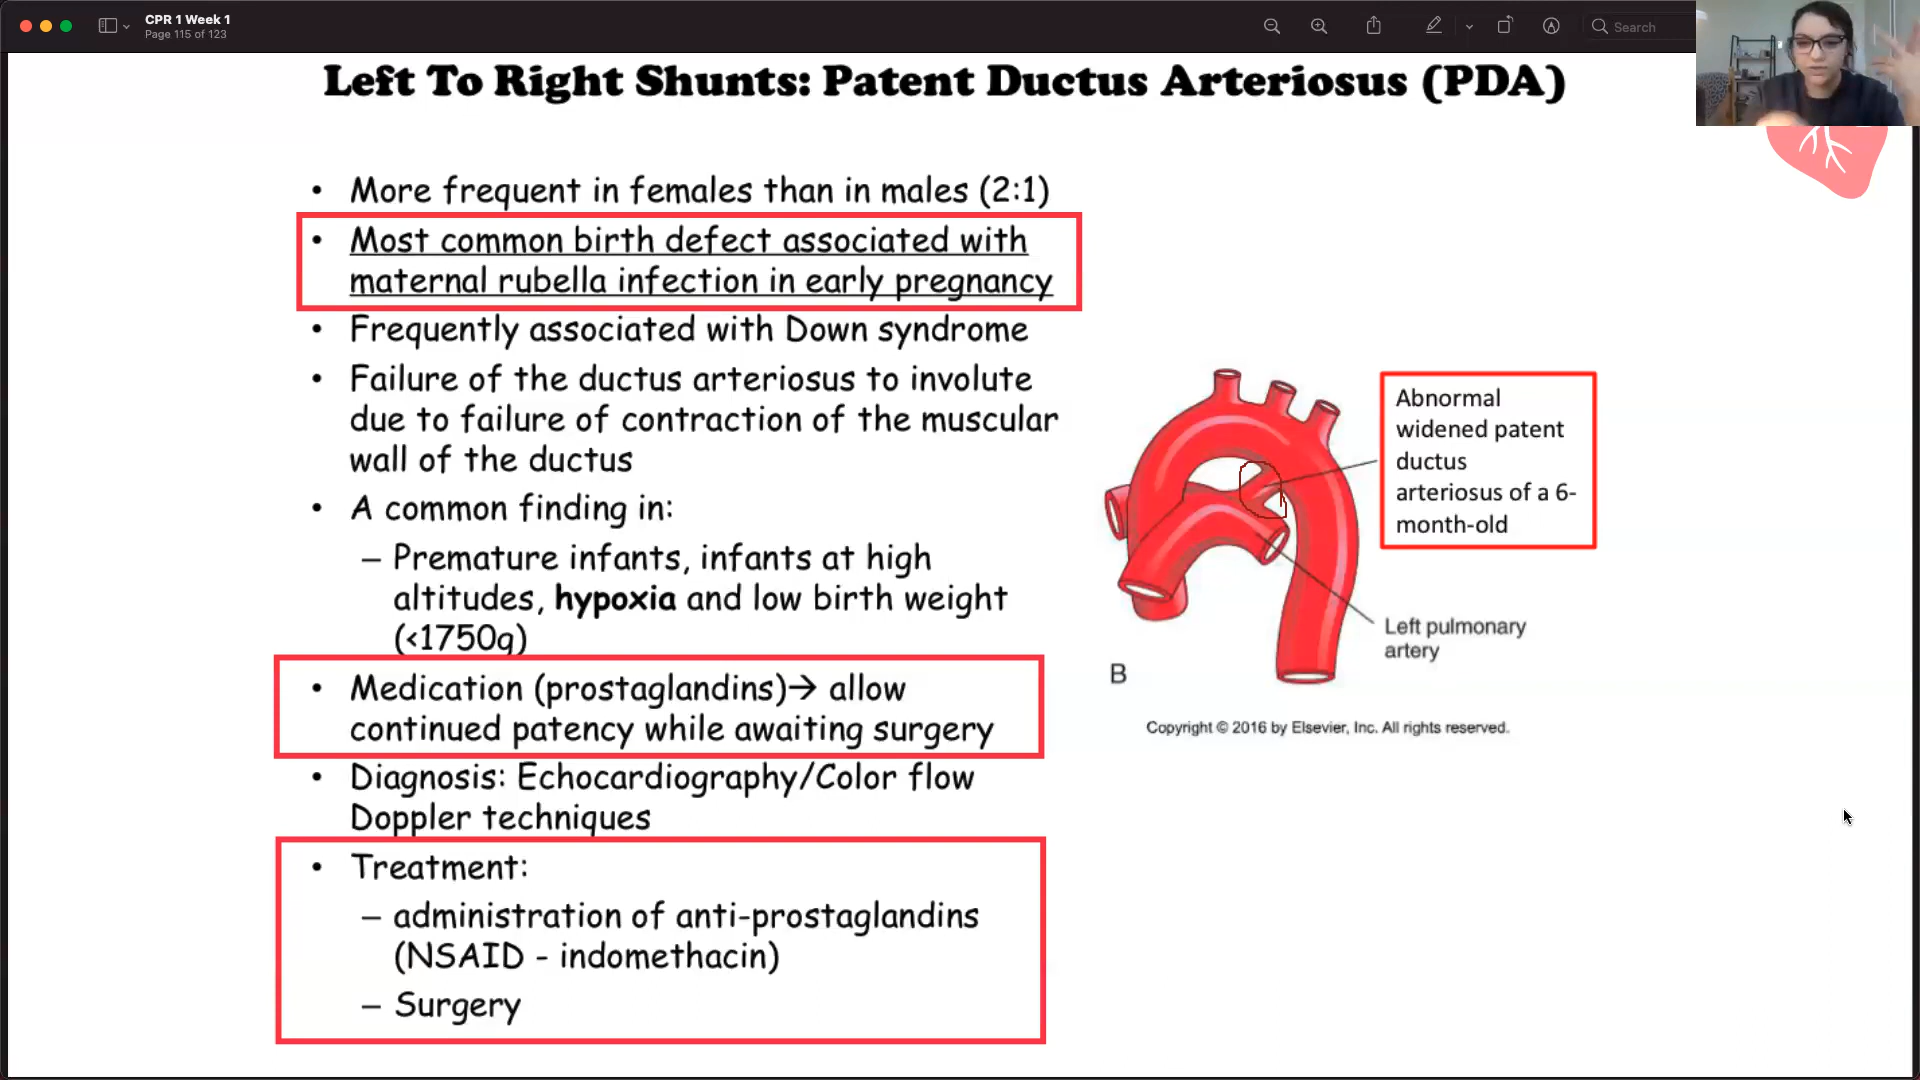 CPR 1 Week 1
Page 115 of 123
Search
Left To Right Shunts: Patent Ductus Arteriosus (PDA)
• More frequent in females than in males (2:1)
• Most common birth defect associated with
maternal rubella infection in early pregnancy
• Frequently associated with Down syndrome
• Failure of the ductus arteriosus to involute
due to failure of contraction of the muscular
wall of the ductus
• A common finding in:
– Premature infants, infants at high
altitudes, hypoxia and low birth weight
(<1750g)
• Medication (prostaglandins)→ allow
continued patency while awaiting surgery
• Diagnosis: Echocardiography/Color flow
Doppler techniques
• Treatment:
– administration of anti-prostaglandins
(NSAID - indomethacin)
– Surgery
Abnormal
widened patent
ductus
arteriosus of a 6-
month-old
Left pulmonary
artery
B
Copyright © 2016 by Elsevier, Inc. All rights reserved.